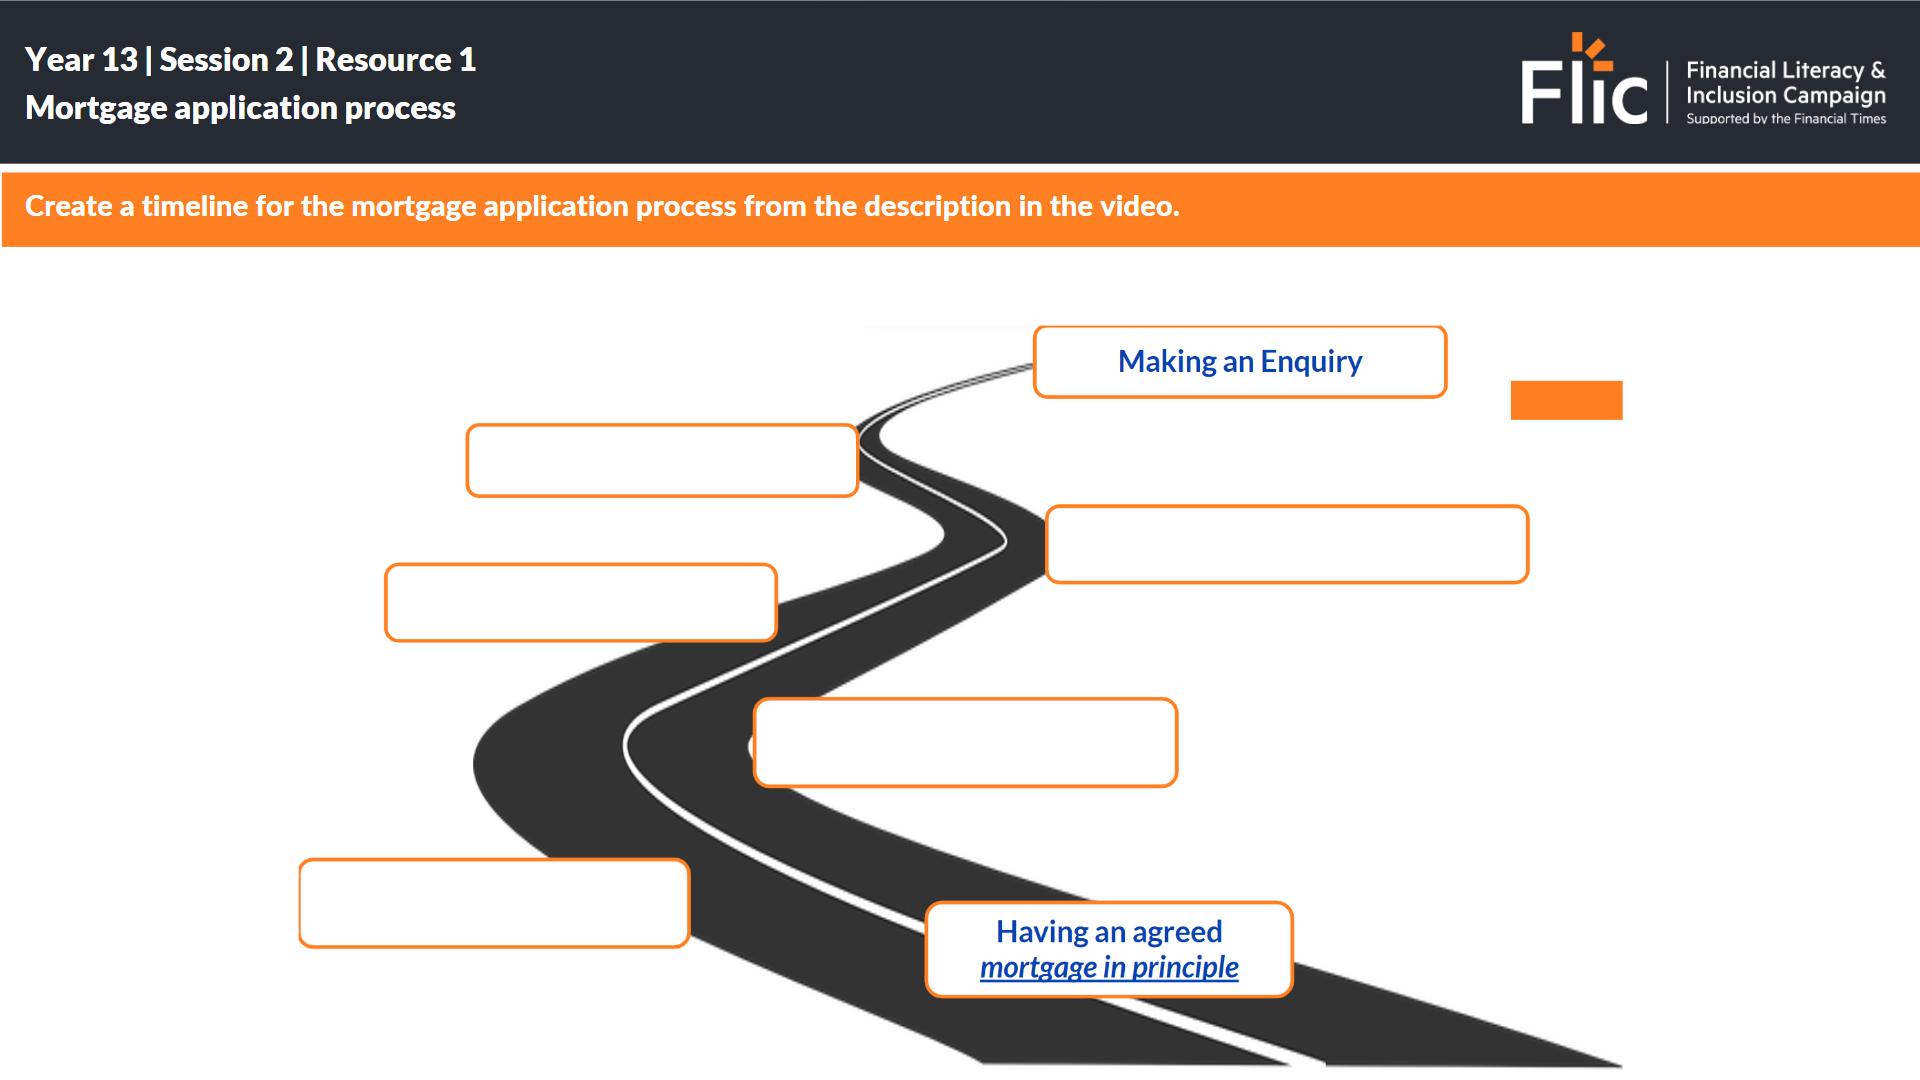 Year 13 | Session 2 | Resource 1
Mortgage application process
Flic
Financial Literacy &
Inclusion Campaign
Supported by the Financial Times
Create a timeline for the mortgage application process from the description in the video.
Making an Enquiry
Having an agreed
mortgage in principle